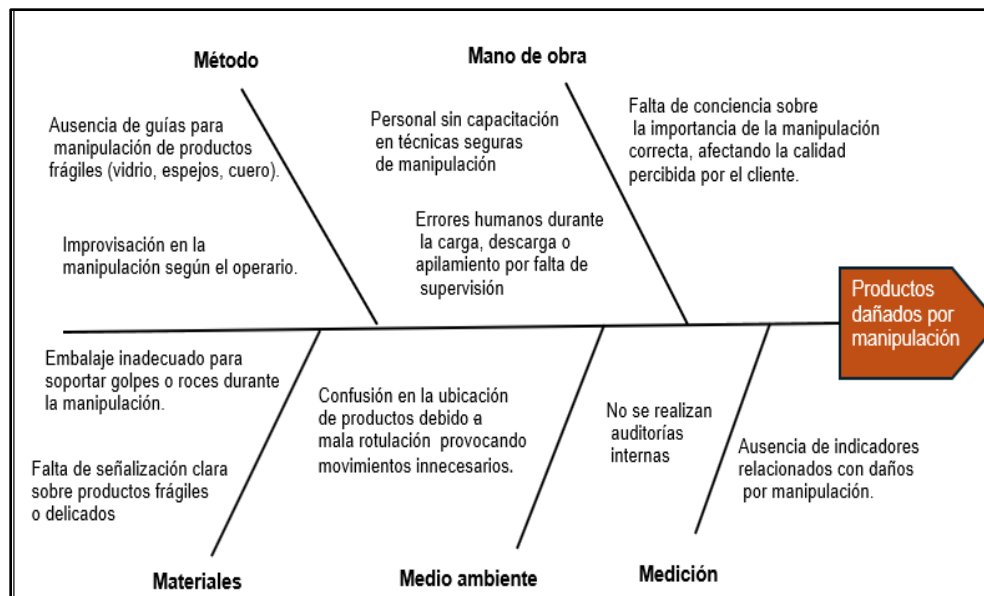 Método
Mano de obra
Ausencia de guías para
manipulación de productos
frágiles (vidrio, espejos, cuero).
Improvisación en la
manipulación según el operario.
Personal sin capacitación
en técnicas seguras
de manipulación
Errores humanos durante
la carga, descarga o
apilamiento por falta de
supervisión
Falta de conciencia sobre
la importancia de la manipulación
correcta, afectando la calidad
percibida por el cliente.
Productos
dañados por
manipulación
Embalaje inadecuado para
soportar golpes o roces durante
la manipulación.
Falta de señalización clara
sobre productos frágiles
o delicados
Confusión en la ubicación
de productos debido a
mala rotulación provocando
movimientos innecesarios.
No se realizan
auditorías
internas
Ausencia de indicadores
relacionados con daños
por manipulación.
Materiales
Medio ambiente
Medición